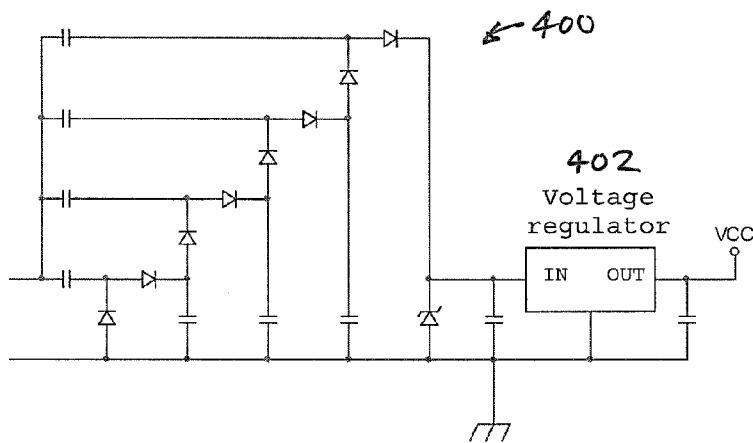 400
402
Voltage
regulator
VCC
IN OUT